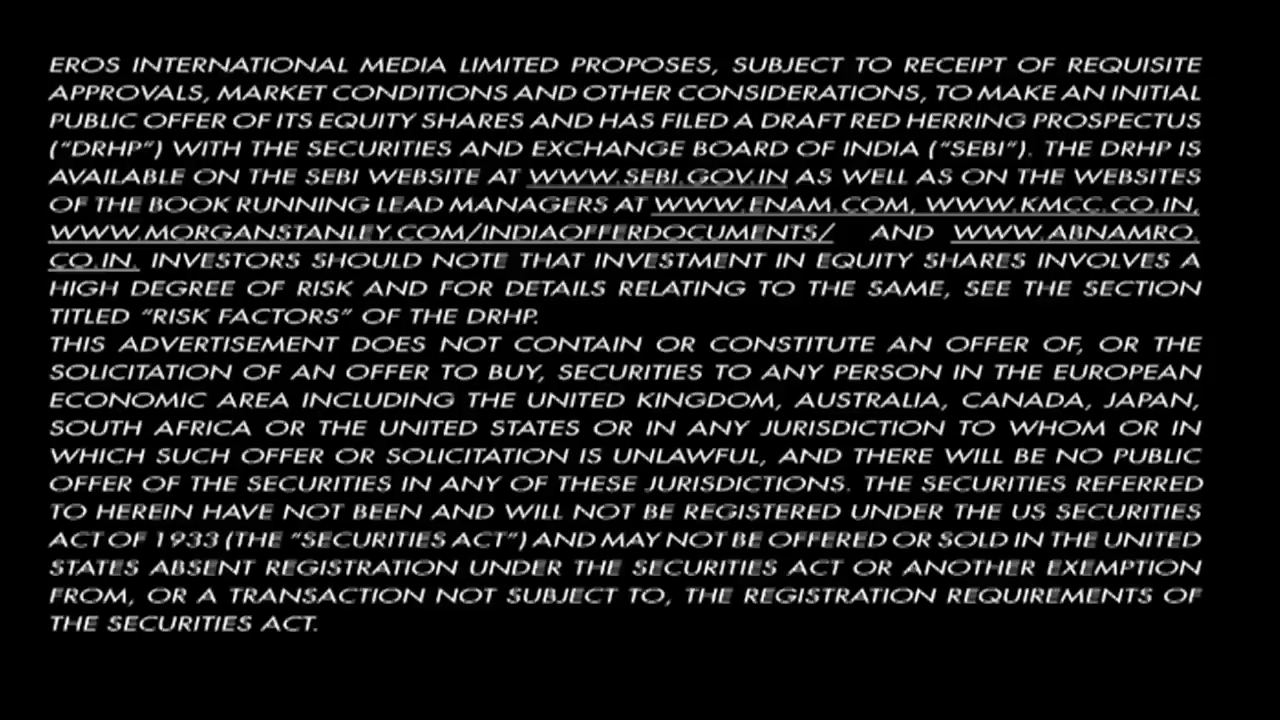 EROS INTERNATIONAL MEDIA LIMITED PROPOSES, SUBJECT TO RECEIPT OF REQUISITE
APPROVALS, MARKET CONDITIONS AND OTHER CONSIDERATIONS, TO MAKE AN INITIAL
PUBLIC OFFER OF ITS EQUITY SHARES AND HAS FILED A DRAFT RED HERRING PROSPECTUS
(“DRHP”) WITH THE SECURITIES AND EXCHANGE BOARD OF INDIA (“SEBI”). THE DRHP IS
AVAILABLE ON THE SEBI WEBSITE AT WWW.SEBI.GOV.IN AS WELL AS ON THE WEBSITES
OF THE BOOK RUNNING LEAD MANAGERS AT WWW.ENAM.COM, WWW.KMCC.CO.IN,
WWW.MORGANSTANLEY.COM/INDIAOFFERDOCUMENTS/ AND WWW.ABNAMRO.
CO.IN. INVESTORS SHOULD NOTE THAT INVESTMENT IN EQUITY SHARES INVOLVES A
HIGH DEGREE OF RISK AND FOR DETAILS RELATING TO THE SAME, SEE THE SECTION
TITLED “RISK FACTORS” OF THE DRHP.
THIS ADVERTISEMENT DOES NOT CONTAIN OR CONSTITUTE AN OFFER OF, OR THE
SOLICITATION OF AN OFFER TO BUY, SECURITIES TO ANY PERSON IN THE EUROPEAN
ECONOMIC AREA INCLUDING THE UNITED KINGDOM, AUSTRALIA, CANADA, JAPAN,
SOUTH AFRICA OR THE UNITED STATES OR IN ANY JURISDICTION TO WHOM OR IN
WHICH SUCH OFFER OR SOLICITATION IS UNLAWFUL, AND THERE WILL BE NO PUBLIC
OFFER OF THE SECURITIES IN ANY OF THESE JURISDICTIONS. THE SECURITIES REFERRED
TO HEREIN HAVE NOT BEEN AND WILL NOT BE REGISTERED UNDER THE US SECURITIES
ACT OF 1933 (THE “SECURITIES ACT”) AND MAY NOT BE OFFERED OR SOLD IN THE UNITED
STATES ABSENT REGISTRATION UNDER THE SECURITIES ACT OR ANOTHER EXEMPTION
FROM, OR A TRANSACTION NOT SUBJECT TO, THE REGISTRATION REQUIREMENTS OF
THE SECURITIES ACT.